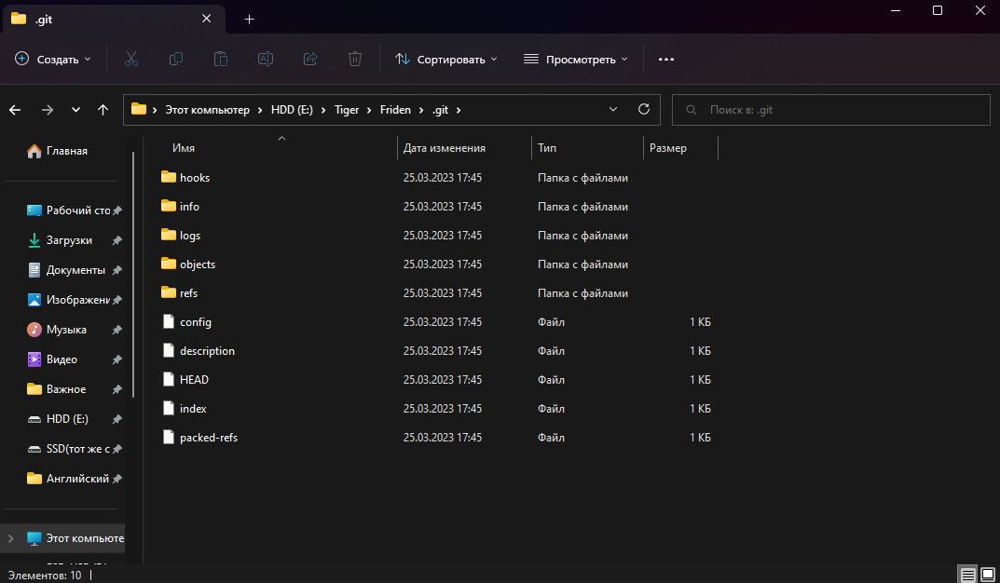 .git
Создать
Сортировать
Просмотреть
Этот компьютер > HDD (E:) > Tiger > Friden > .git >
Поиск в: .git
Главная
Рабочий сто
Загрузки
Документы
Изображени
Музыка
Видео
Важное
HDD (E:)
SSD(тот же с
Английский
Этот компьюте
Имя Дата изменения Тип Размер
hooks 25.03.2023 17:45 Папка с файлами
info 25.03.2023 17:45 Папка с файлами
logs 25.03.2023 17:45 Папка с файлами
objects 25.03.2023 17:45 Папка с файлами
refs 25.03.2023 17:45 Папка с файлами
config 25.03.2023 17:45 Файл 1 КБ
description 25.03.2023 17:45 Файл 1 КБ
HEAD 25.03.2023 17:45 Файл 1 КБ
index 25.03.2023 17:45 Файл 1 КБ
packed-refs 25.03.2023 17:45 Файл 1 КБ
Элементов: 10